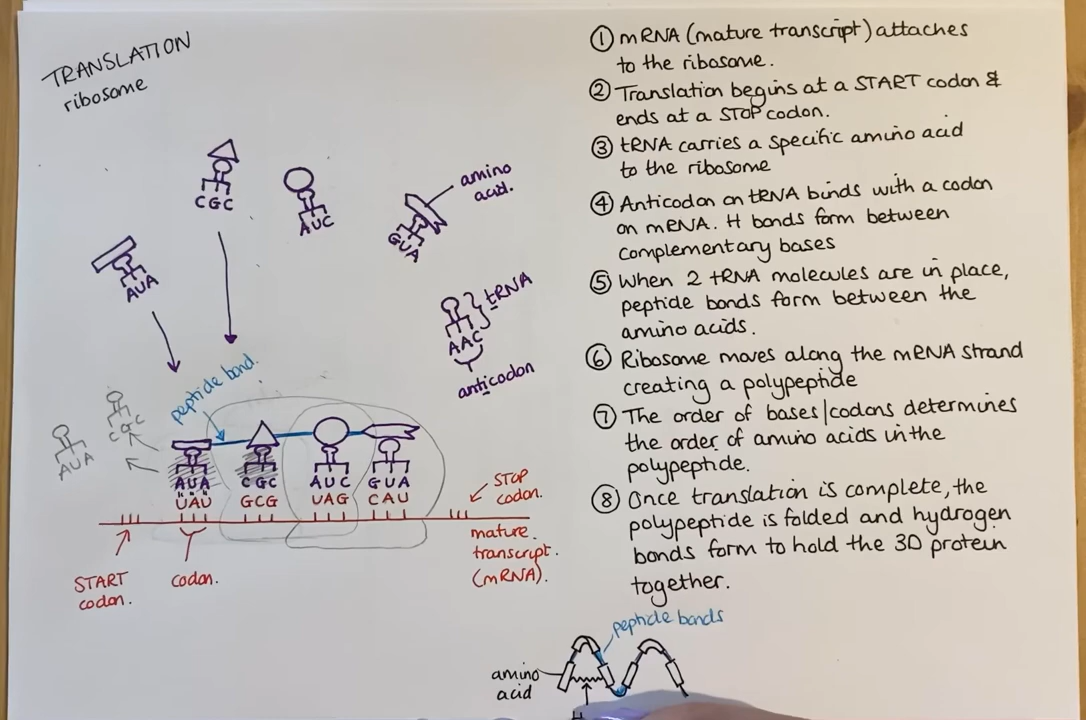 TRANSLATION
ribosome
CGC
AUC
amino
acid.
GUA
AUA
tRNA
AAC
anticodon
peptide bond.
CGC
AUA
AUA
CGC
AUC
GUA
UAU
GCG
UAG
CAU
STOP
codon.
mature
transcript.
(mRNA).
START
codon.
codon.
① mRNA (mature transcript) attaches
to the ribosome.
② Translation begins at a START codon &
ends at a STOP codon.
③ tRNA carries a specific amino acid
to the ribosome
④ Anticodon on tRNA binds with a codon
on mRNA. H bonds form between
complementary bases
⑤ When 2 tRNA molecules are in place,
peptide bonds form between the
amino acids.
⑥ Ribosome moves along the mRNA strand
creating a polypeptide
⑦ The order of bases/codons determines
the order of amino acids in the
polypeptide.
⑧ Once translation is complete, the
polypeptide is folded and hydrogen
bonds form to hold the 3D protein
together.
peptide bonds
amino
acid